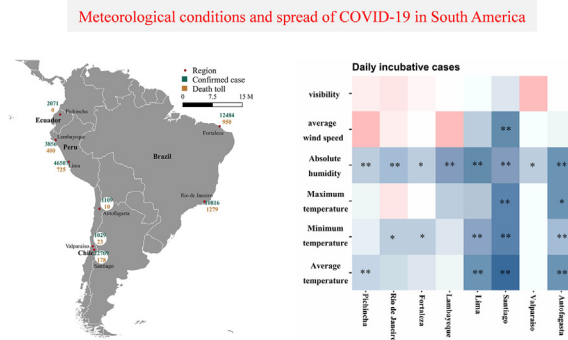 Meteorological conditions and spread of COVID-19 in South America
Region
Confirmed case
Death toll
0 7.5 15 M
2071
0
Pichincha
Ecuador
Lambayeque
3856
400
Peru
Lima
725
Brazil
12484
950
Fortaleza
Rio de Janeiro
10816
1279
1109
10
Antofagasta
1029
23
Valparaiso
Chile
178
Santiago
Daily incubative cases
visibility
average
wind speed
**
Absolute
humidity
** ** * ** ** ** * **
Maximum
temperature
** *
Minimum
temperature
* * ** ** **
Average
temperature
** ** ** **
Pichincha
Rio de Janeiro
Fortaleza
Lambayeque
Lima
Santiago
Valparaiso
Antofagasta